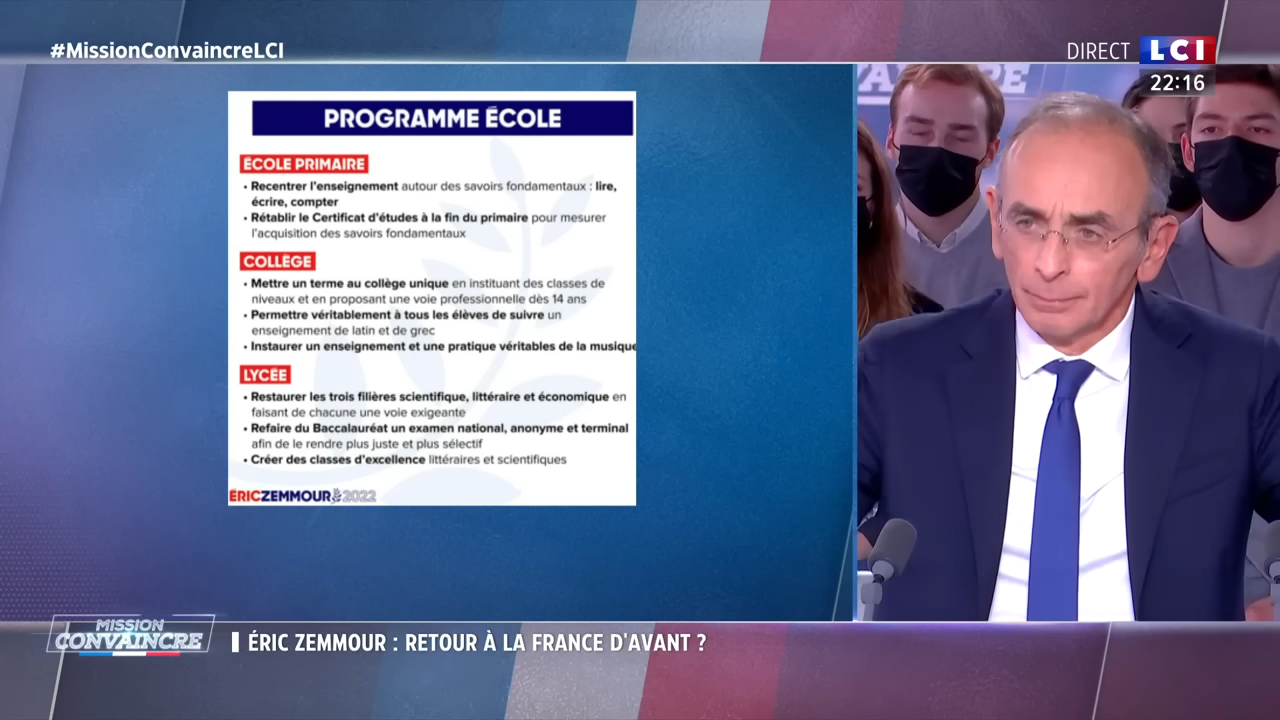 #MissionConvaincreLCI
DIRECT LCI
22:16
PROGRAMME ÉCOLE
ÉCOLE PRIMAIRE
• Recentrer l'enseignement autour des savoirs fondamentaux : lire,
écrire, compter
• Rétablir le Certificat d'études à la fin du primaire pour mesurer
l'acquisition des savoirs fondamentaux
COLLÈGE
• Mettre un terme au collège unique en instituant des classes de
niveaux et en proposant une voie professionnelle dès 14 ans
• Permettre véritablement à tous les élèves de suivre un
enseignement de latin et de grec
• Instaurer un enseignement et une pratique véritables de la musique
LYCÉE
• Restaurer les trois filières scientifique, littéraire et économique en
faisant de chacune une voie exigeante
• Refaire du Baccalauréat un examen national, anonyme et terminal
afin de le rendre plus juste et plus sélectif
• Créer des classes d'excellence littéraires et scientifiques
ÉRICZEMMOUR 2022
MISSION
CONVAINCRE
ÉRIC ZEMMOUR : RETOUR À LA FRANCE D'AVANT ?